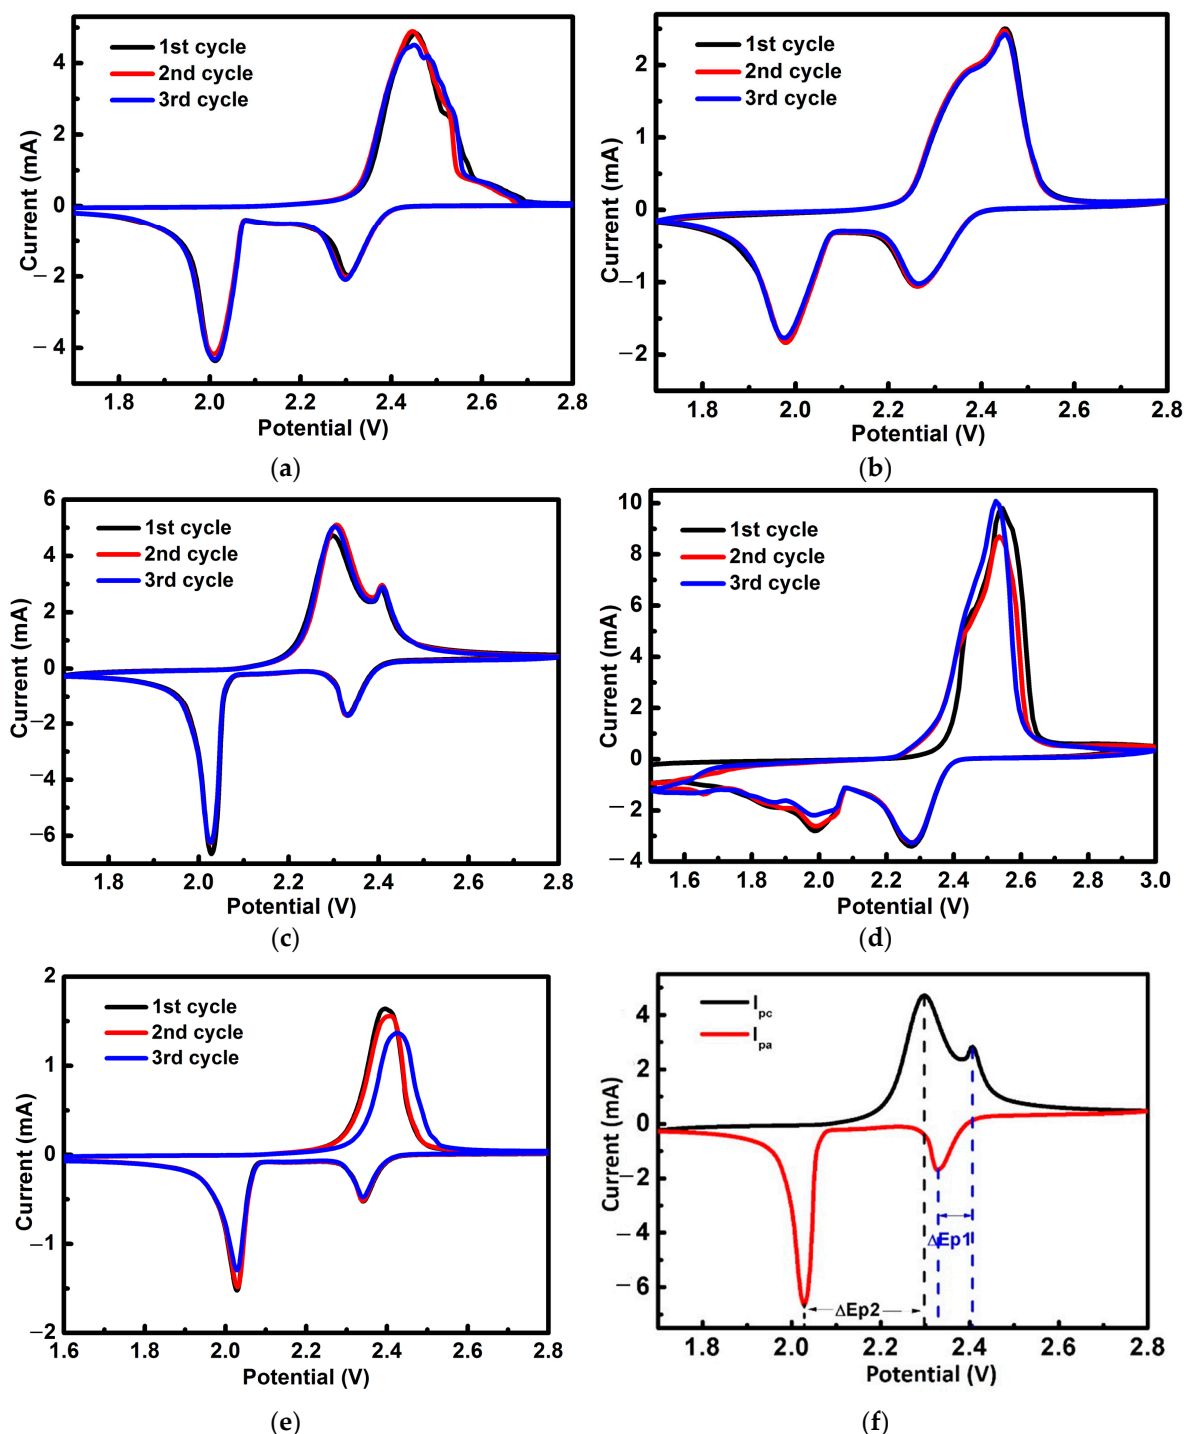 1st cycle
2nd cycle
3rd cycle
4
2
0
−2
−4
Current (mA)
1.8 2.0 2.2 2.4 2.6 2.8
Potential (V)
(a)
1st cycle
2nd cycle
3rd cycle
2
1
0
−1
−2
Current (mA)
1.8 2.0 2.2 2.4 2.6 2.8
Potential (V)
(b)
1st cycle
2nd cycle
3rd cycle
6
4
2
0
−2
−4
−6
Current (mA)
1.8 2.0 2.2 2.4 2.6 2.8
Potential (V)
(c)
1st cycle
2nd cycle
3rd cycle
10
8
6
4
2
0
−2
−4
Current (mA)
1.6 1.8 2.0 2.2 2.4 2.6 2.8 3.0
Potential (V)
(d)
1st cycle
2nd cycle
3rd cycle
2
1
0
−1
−2
Current (mA)
1.6 1.8 2.0 2.2 2.4 2.6 2.8
Potential (V)
(e)
Ipc
Ipa
4
2
0
−2
−4
−6
Current (mA)
ΔEp1
ΔEp2
1.8 2.0 2.2 2.4 2.6 2.8
Potential (V)
(f)